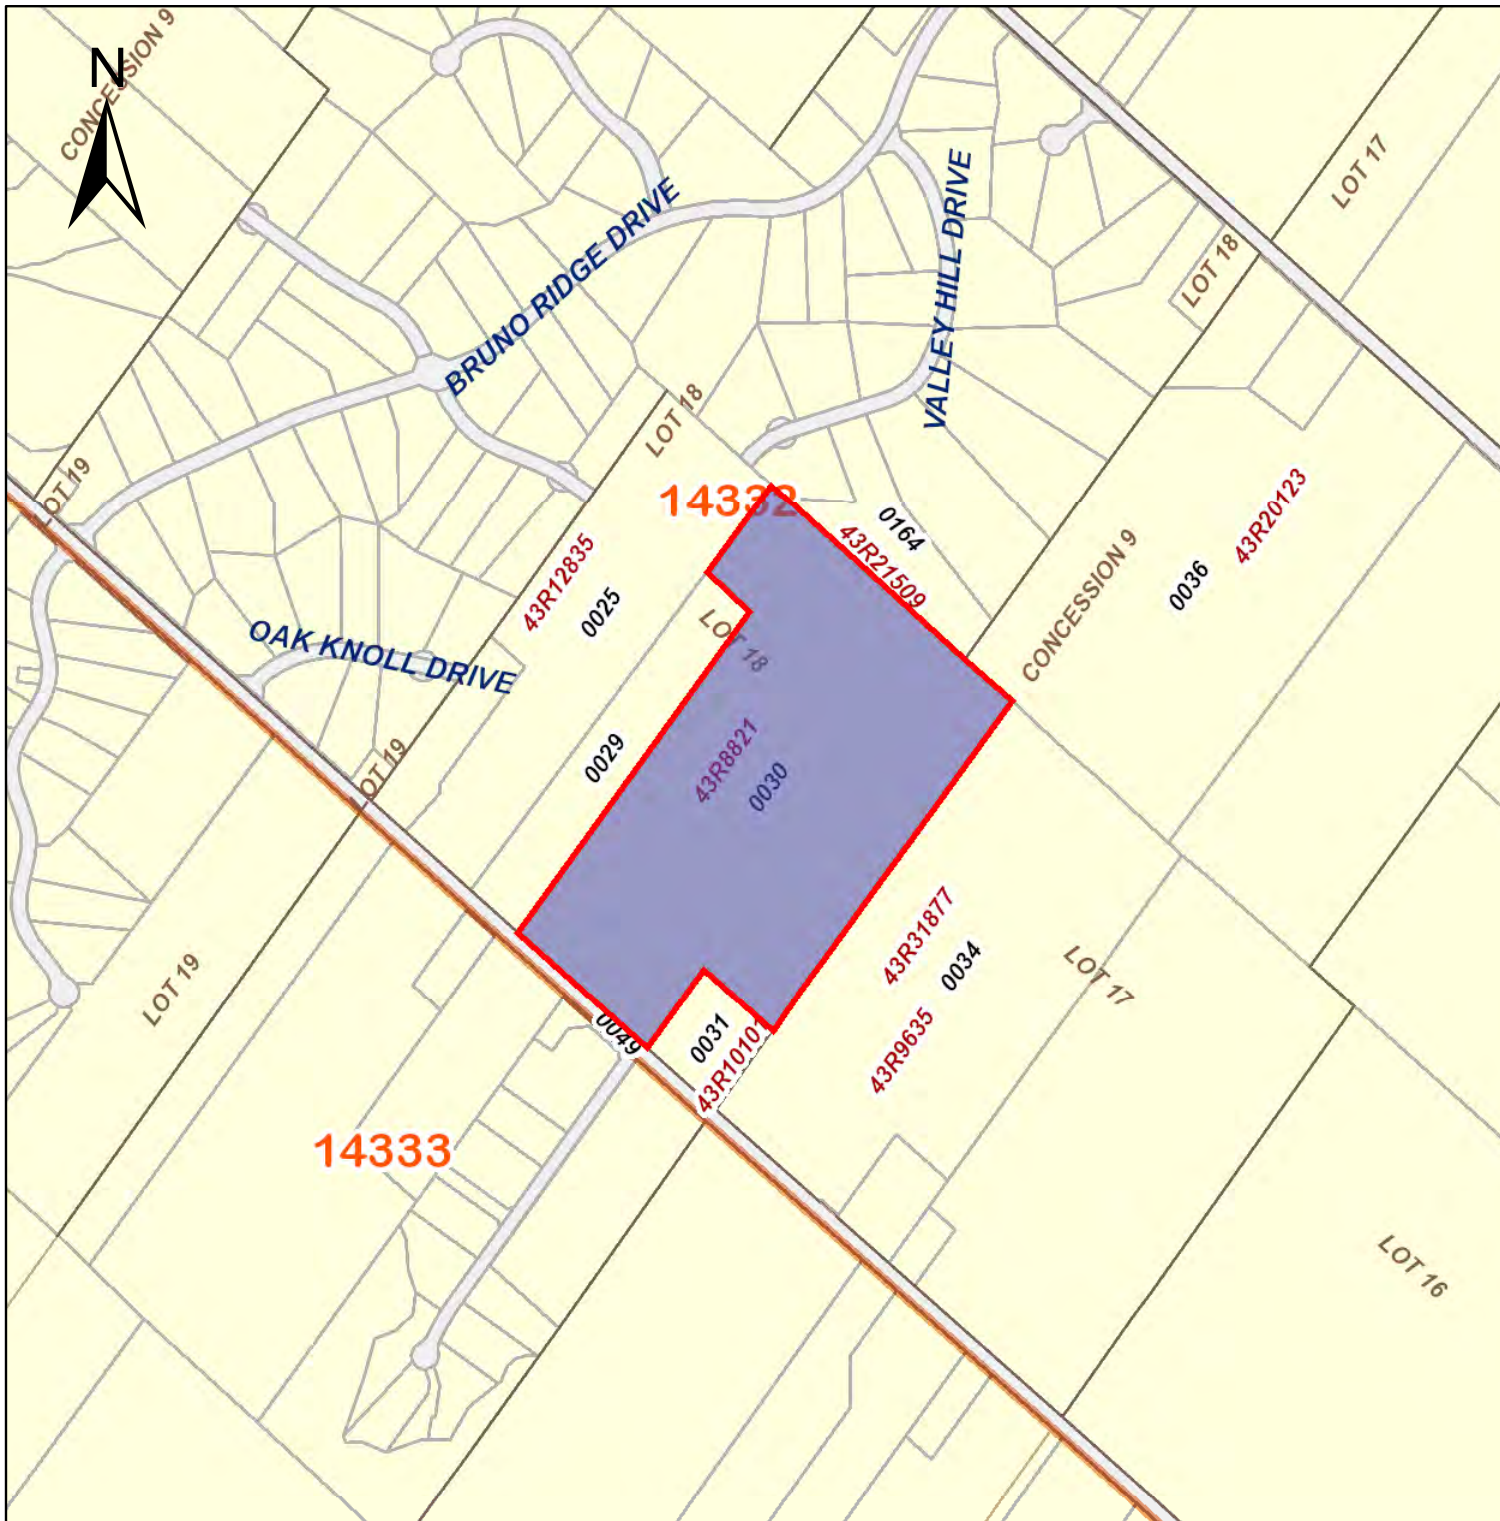 CONCESSION 9
N
LOT 17
BRUNO RIDGE DRIVE
VALLEY HILL DRIVE
LOT 18
LOT 18
LOT 19
14332
43R20123
0164
43R21509
43R12835
0025
0036
CONCESSION 9
OAK KNOLL DRIVE
LOT 18
0029
43R8821
0030
LOT 19
43R31877
0034
LOT 17
LOT 19
0049
0031
43R10101
43R9635
14333
LOT 16